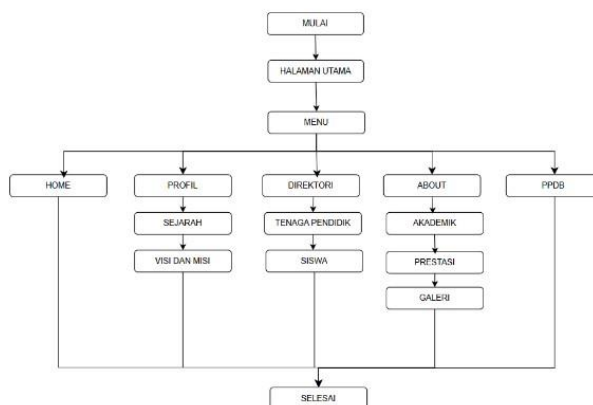 MULAI
HALAMAN UTAMA
MENU
HOME
PROFIL
DIREKTORI
ABOUT
PPDB
SEJARAH
TENAGA PENDIDIK
AKADEMIK
VISI DAN MISI
SISWA
PRESTASI
GALERI
SELESAI